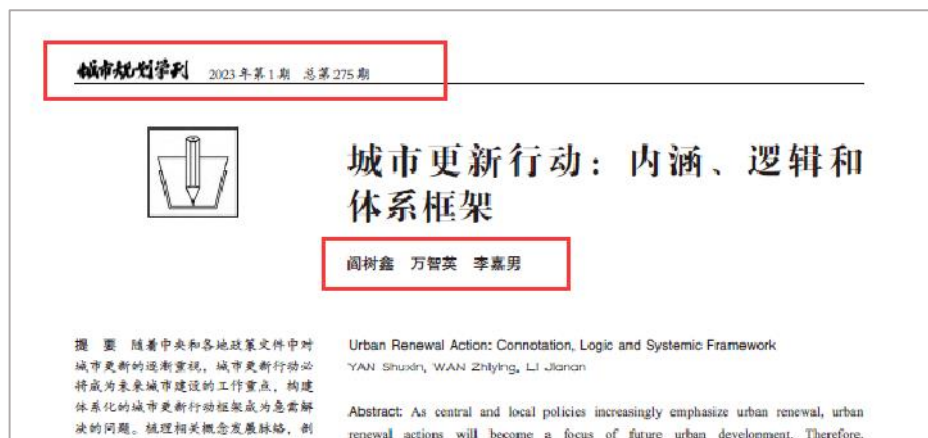 城市规划学刊 2023年第1期 总第275期
城市更新行动：内涵、逻辑和
体系框架
阎树鑫 万智英 李嘉男
提 要 随着中央和各地政策文件中对
城市更新的逐渐重视，城市更新行动必
将成为未来城市建设的工作重点，构建
体系化的城市更新行动框架成为急需解
决的问题。梳理相关概念发展脉络，剖
Urban Renewal Action: Connotation, Logic and Systemic Framework
YAN Shuxin, WAN Zhiying, LI Jianan
Abstract: As central and local policies increasingly emphasize urban renewal, urban
renewal actions will become a focus of future urban development. Therefore,